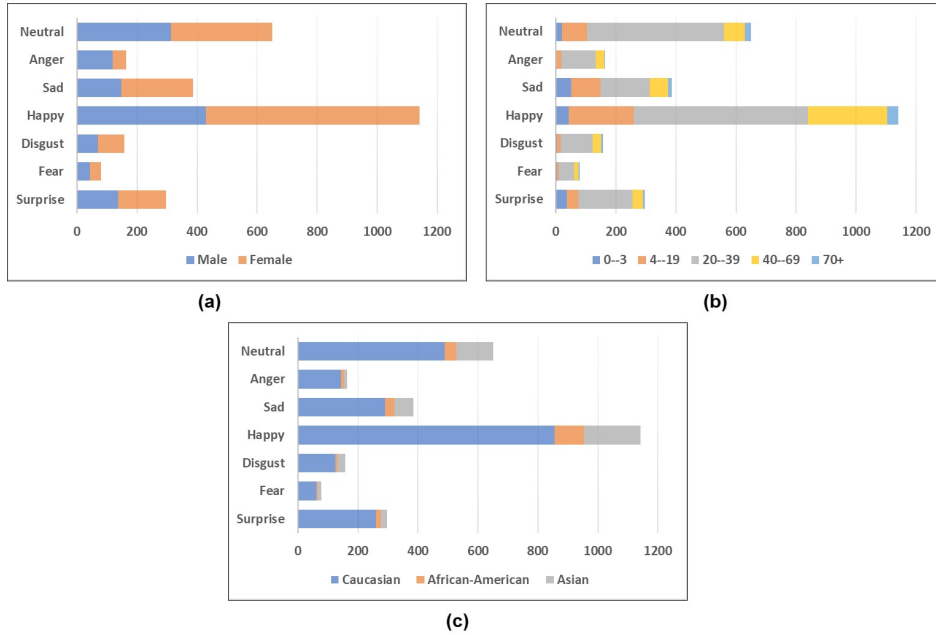 Neutral
Anger
Sad
Happy
Disgust
Fear
Surprise
0 200 400 600 800 1000 1200
Male Female
(a)
Neutral
Anger
Sad
Happy
Disgust
Fear
Surprise
0 200 400 600 800 1000 1200
0--3 4--19 20--39 40--69 70+
(b)
Neutral
Anger
Sad
Happy
Disgust
Fear
Surprise
0 200 400 600 800 1000 1200
Caucasian African-American Asian
(c)